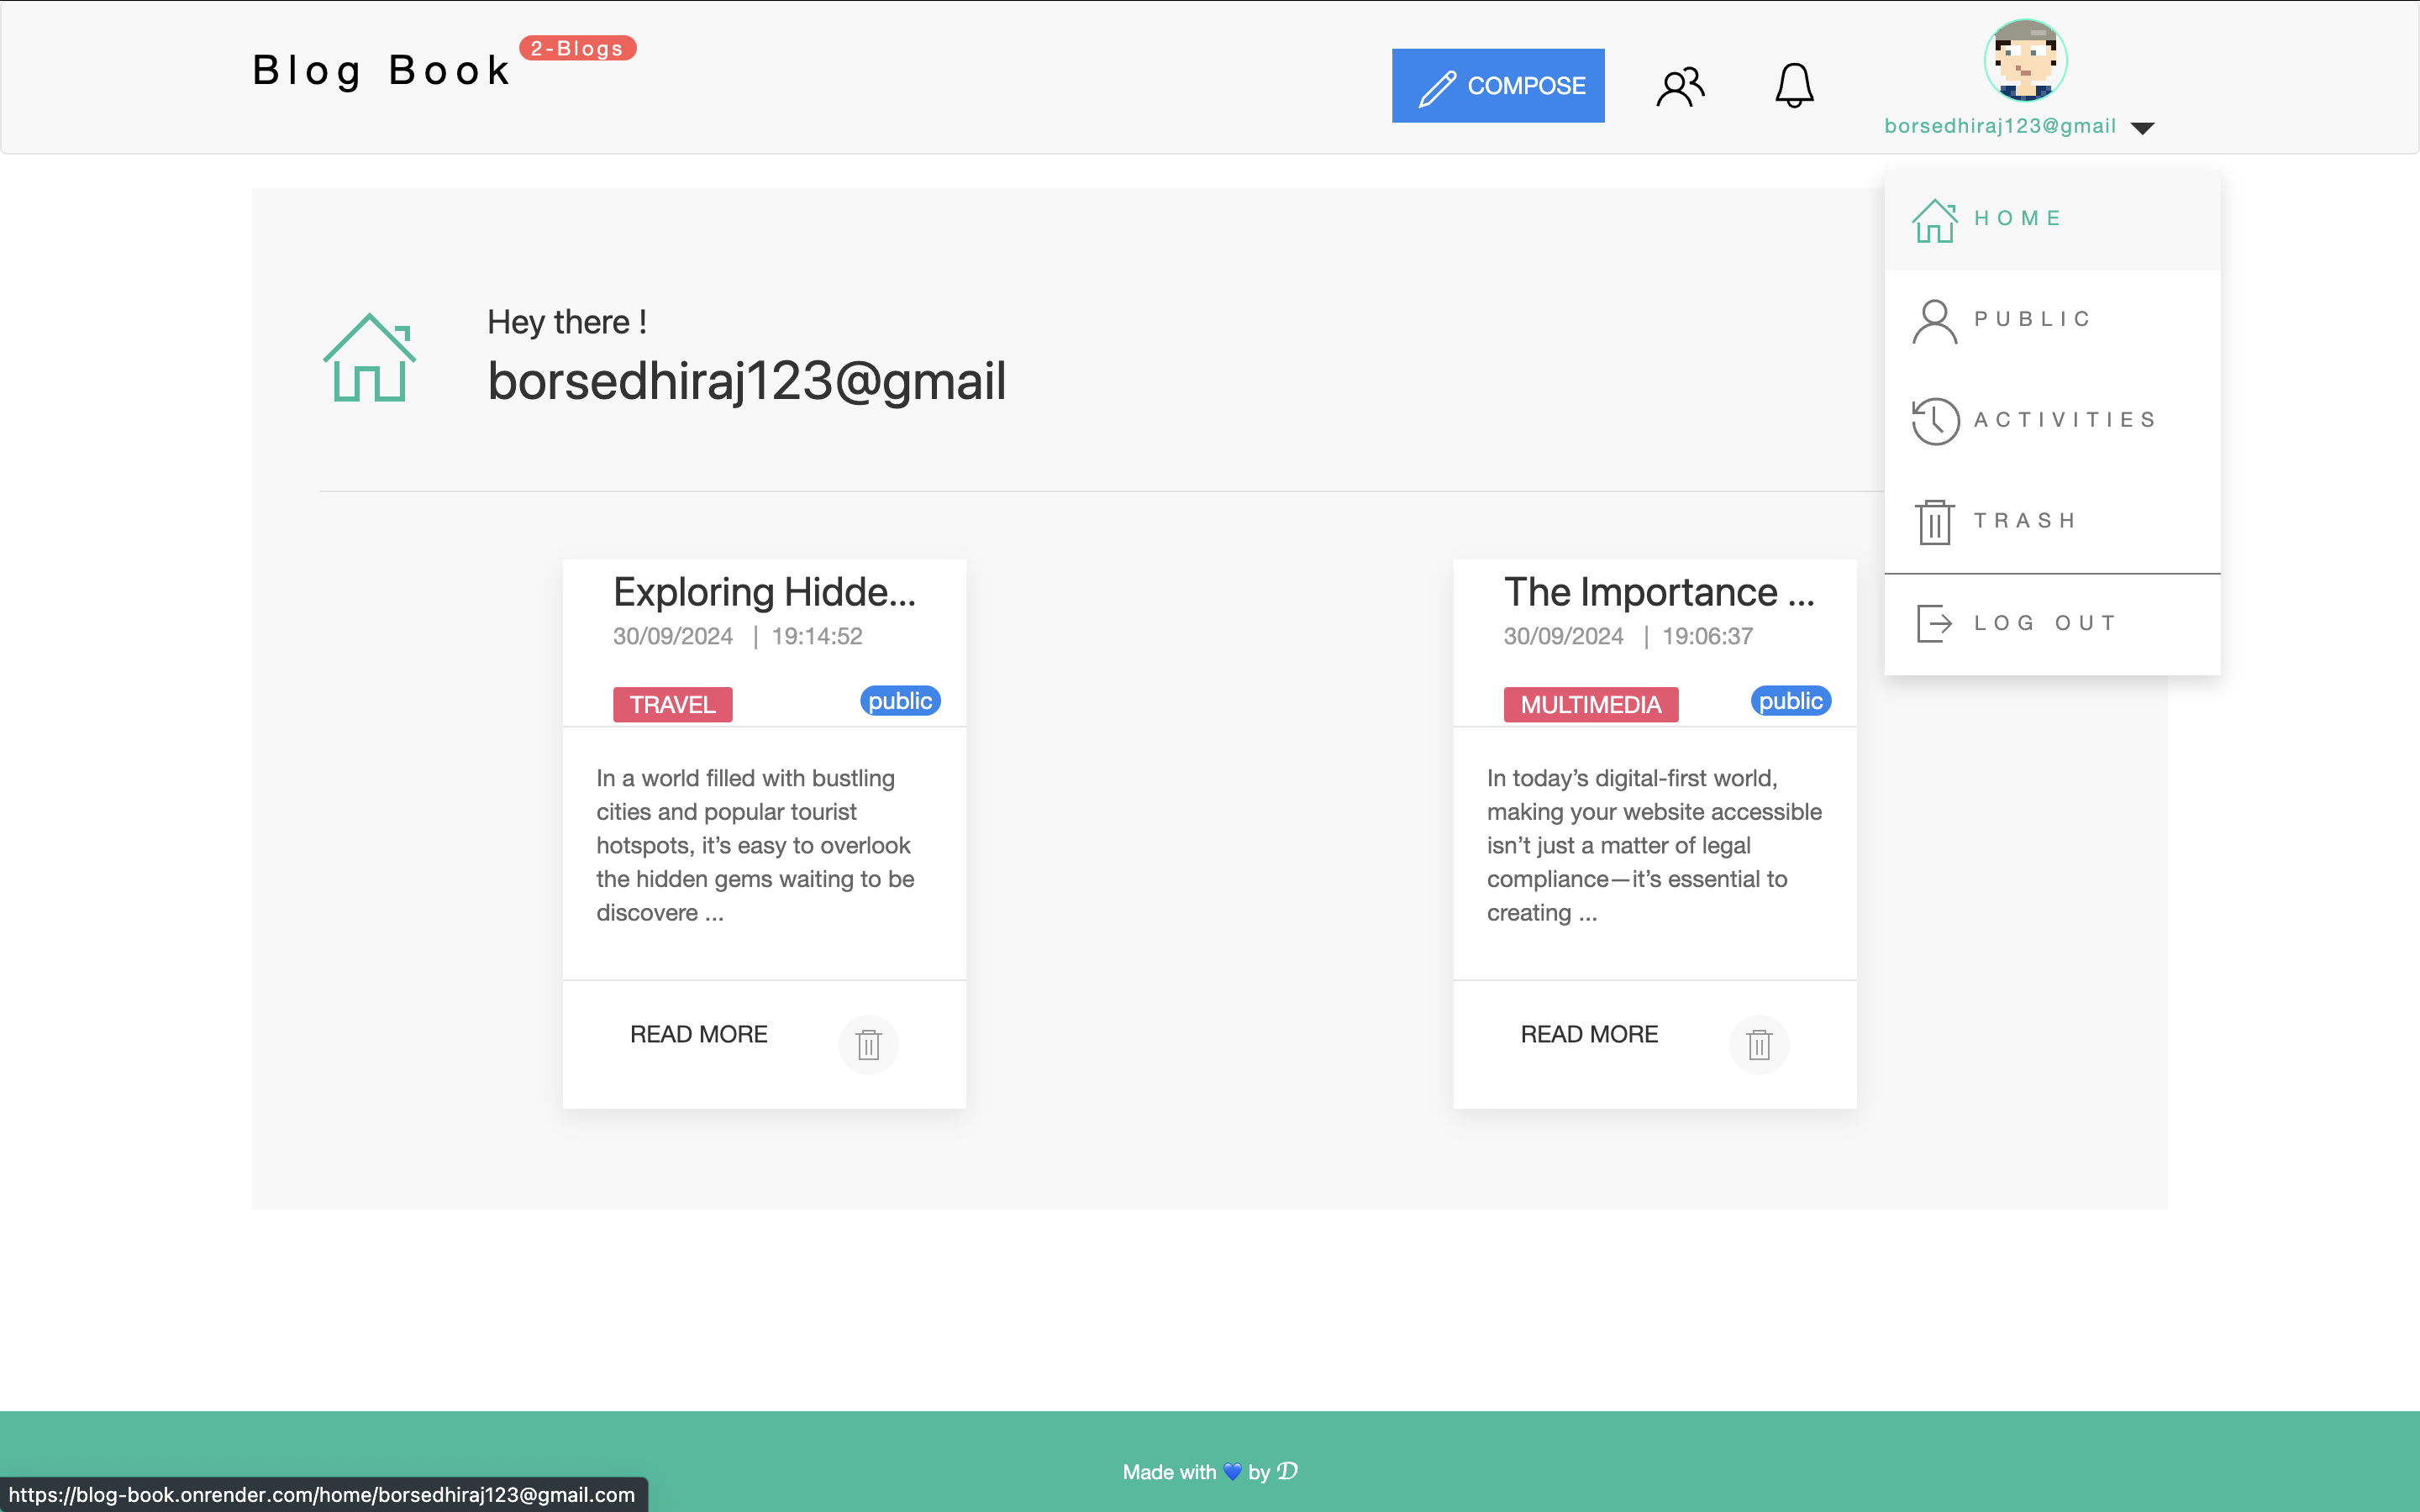 Blog Book
2-Blogs
COMPOSE
borsedhiraj123@gmail
HOME
PUBLIC
ACTIVITIES
TRASH
LOG OUT
Hey there !
borsedhiraj123@gmail
Exploring Hidde...
30/09/2024 | 19:14:52
TRAVEL
public
In a world filled with bustling
cities and popular tourist
hotspots, it’s easy to overlook
the hidden gems waiting to be
discovere ...
READ MORE
The Importance ...
30/09/2024 | 19:06:37
MULTIMEDIA
public
In today’s digital-first world,
making your website accessible
isn’t just a matter of legal
compliance—it’s essential to
creating ...
READ MORE
Made with 💙 by 𝒟
https://blog-book.onrender.com/home/borsedhiraj123@gmail.com